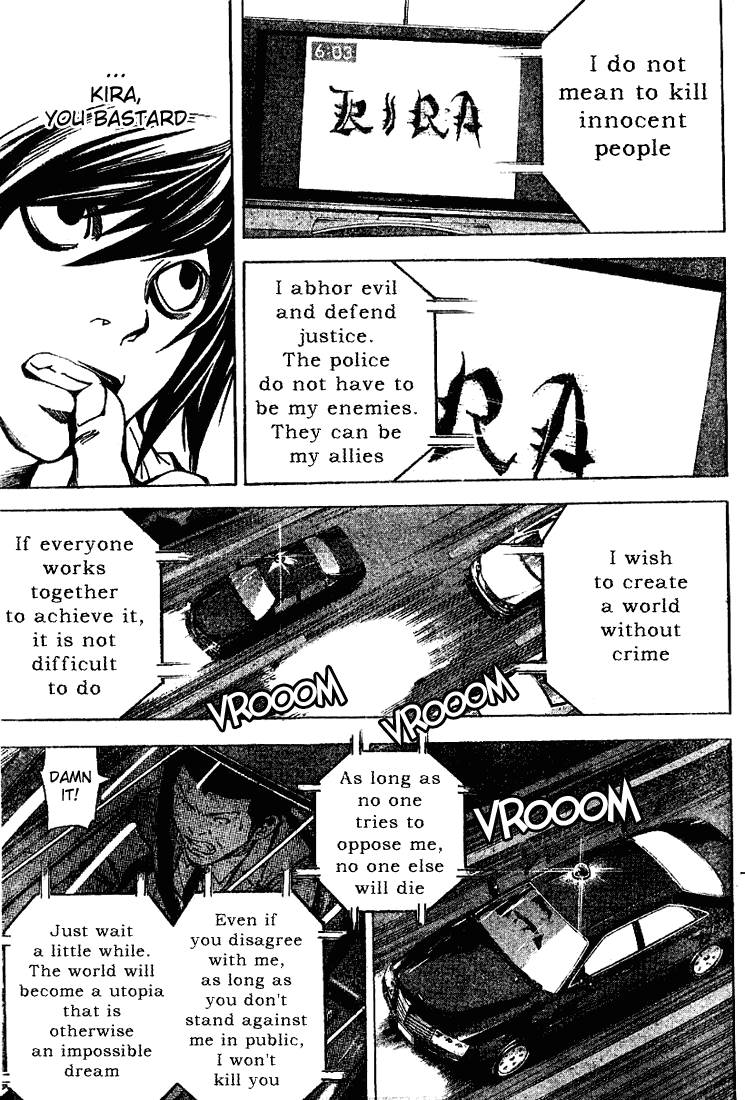 6:03
KIRA
I do not
mean to kill
innocent
people
...
KIRA,
YOU BASTARD
I abhor evil
and defend
justice.
The police
do not have to
be my enemies.
They can be
my allies
RA
I wish
to create
a world
without
crime
If everyone
works
together
to achieve it,
it is not
difficult
to do
VROOOM
VROOOM
VROOOM
As long as
no one
tries to
oppose me,
no one else
will die
DAMN
IT!
Even if
you disagree
with me,
as long as
you don't
stand against
me in public,
I won't
kill you
Just wait
a little while.
The world will
become a utopia
that is
otherwise
an impossible
dream